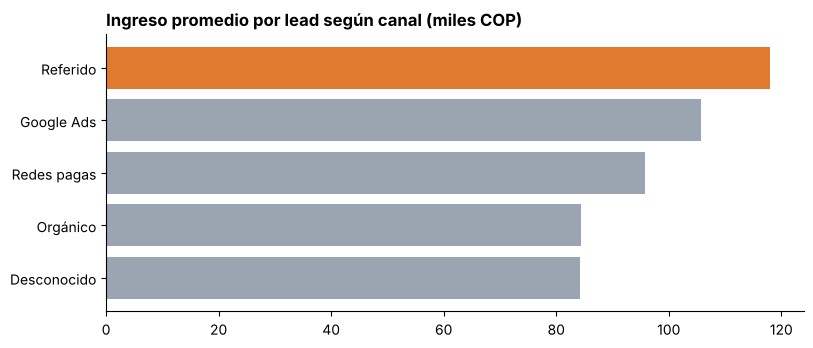 Ingreso promedio por lead según canal (miles COP)
Referido
Google Ads
Redes pagas
Orgánico
Desconocido
0 20 40 60 80 100 120